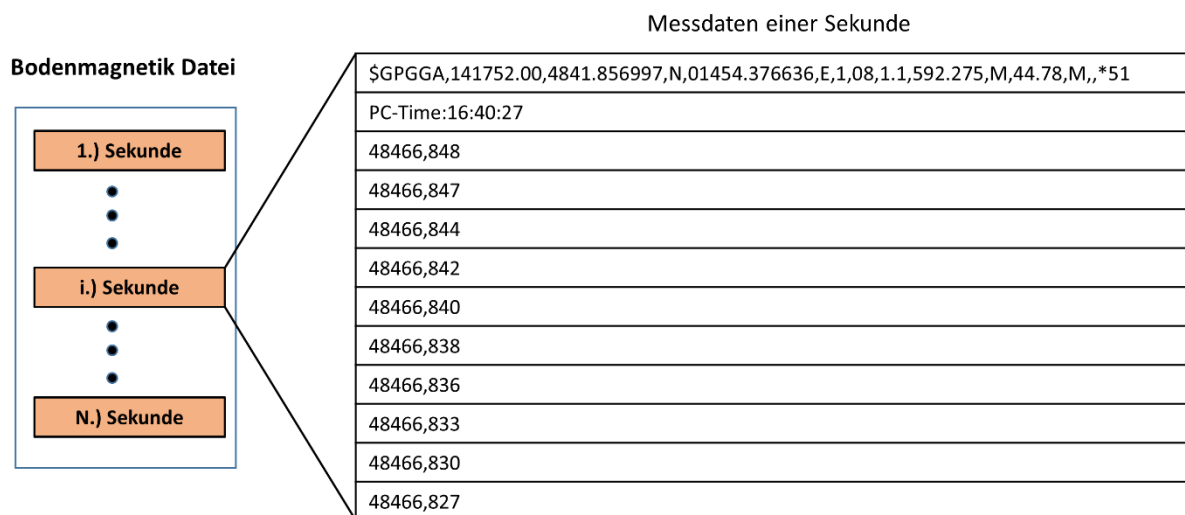 Messdaten einer Sekunde
Bodenmagnetik Datei
1.) Sekunde
i.) Sekunde
N.) Sekunde
$GPGGA,141752.00,4841.856997,N,01454.376636,E,1,08,1.1,592.275,M,44.78,M,,*51
PC-Time:16:40:27
48466,848
48466,847
48466,844
48466,842
48466,840
48466,838
48466,836
48466,833
48466,830
48466,827